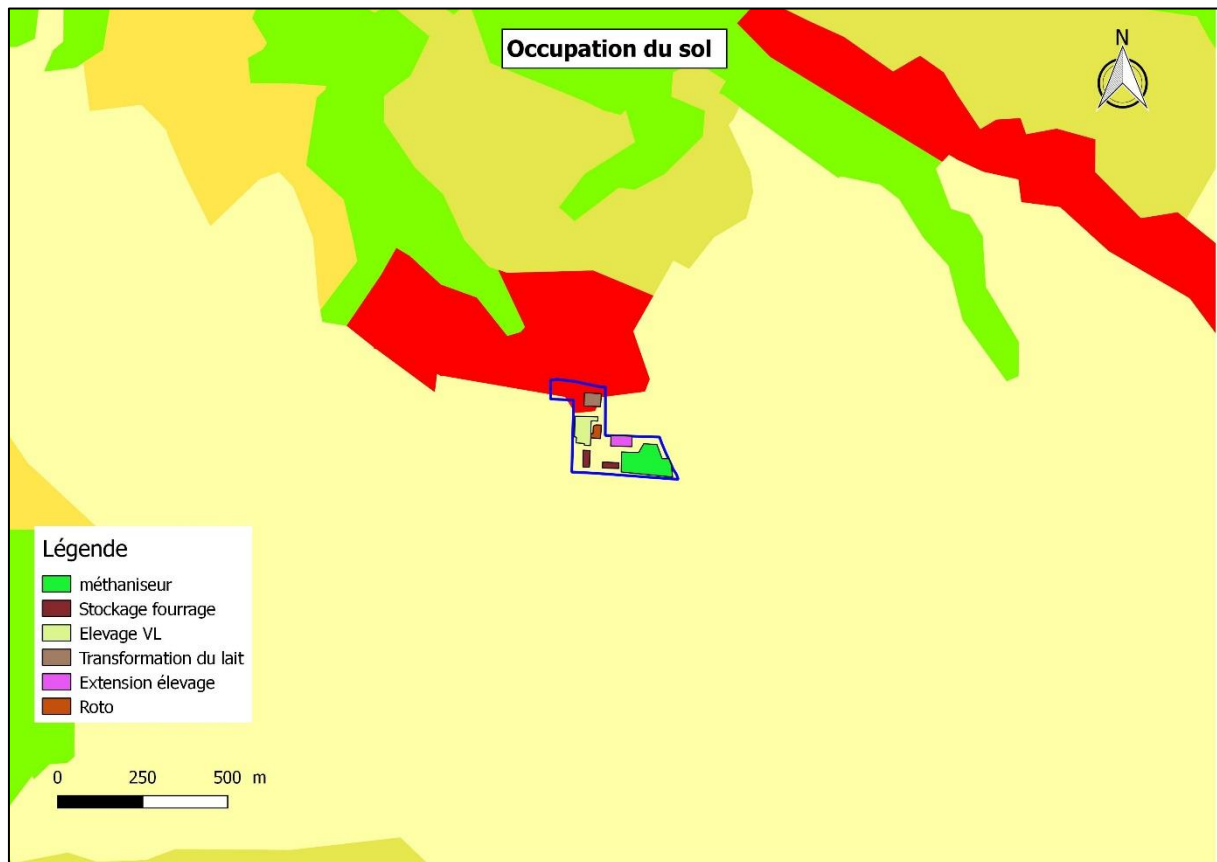 Occupation du sol
N
Légende
méthaniseur
Stockage fourrage
Elevage VL
Transformation du lait
Extension élevage
Roto
0 250 500 m